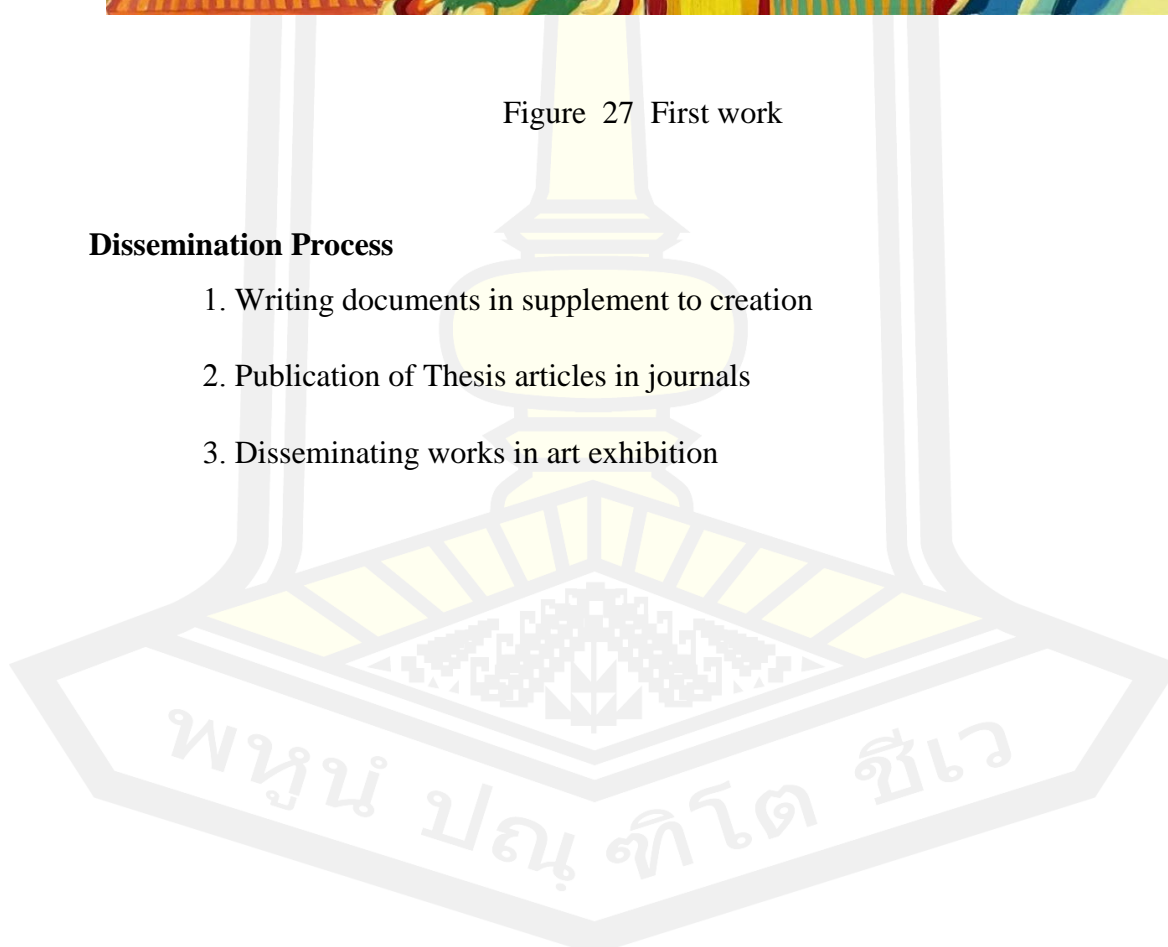 Figure 27 First work
Dissemination Process
1. Writing documents in supplement to creation
2. Publication of Thesis articles in journals
3. Disseminating works in art exhibition
พหูนํ ปณฺฑิโต ชีเว